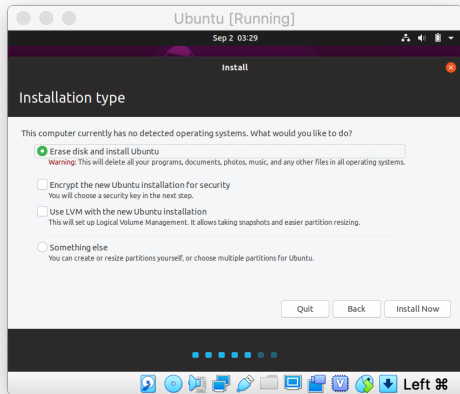 Ubuntu [Running]
Sep 2 03:29
Install
Installation type
This computer currently has no detected operating systems. What would you like to do?
Erase disk and install Ubuntu
Warning: This will delete all your programs, documents, photos, music, and any other files in all operating systems.
Encrypt the new Ubuntu installation for security
You will choose a security key in the next step.
Use LVM with the new Ubuntu installation
This will set up Logical Volume Management. It allows taking snapshots and easier partition resizing.
Something else
You can create or resize partitions yourself, or choose multiple partitions for Ubuntu.
Quit Back Install Now
Left ⌘